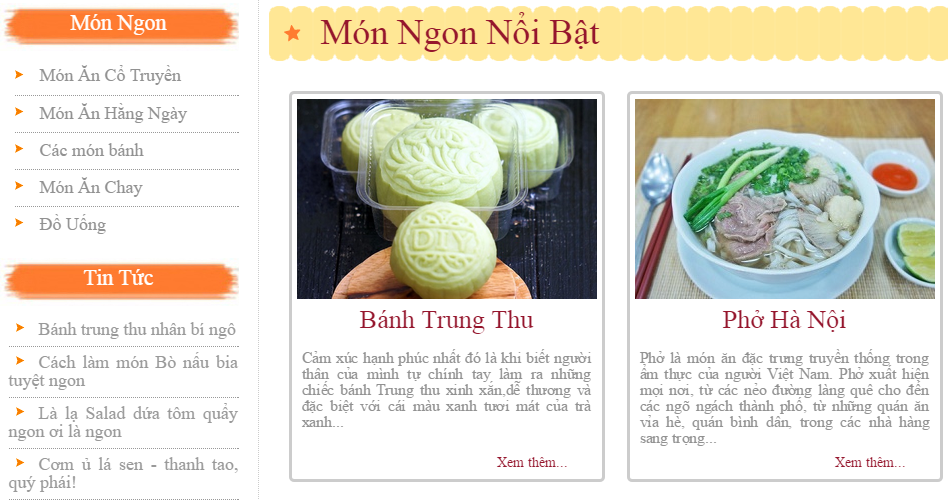 Món Ngon
Món Ăn Cổ Truyền
Món Ăn Hằng Ngày
Các món bánh
Món Ăn Chay
Đồ Uống
Tin Tức
Bánh trung thu nhân bí ngô
Cách làm món Bò nấu bia
tuyệt ngon
Là lạ Salad dứa tôm quẩy
ngon ơi là ngon
Cơm ủ lá sen - thanh tao,
quý phái!
Món Ngon Nổi Bật
DIY
Bánh Trung Thu
Cảm xúc hạnh phúc nhất đó là khi biết người
thân của mình tự chính tay làm ra những
chiếc bánh Trung thu xinh xắn,dễ thương và
đặc biệt với cái màu xanh tươi mát của trà
xanh...
Xem thêm...
Phở Hà Nội
Phở là món ăn đặc trưng truyền thống trong
ẩm thực của người Việt Nam. Phở xuất hiện
mọi nơi, từ các nẻo đường làng quê cho đến
các ngõ ngách thành phố, từ những quán ăn
vỉa hè, quán bình dân, trong các nhà hàng
sang trọng...
Xem thêm...